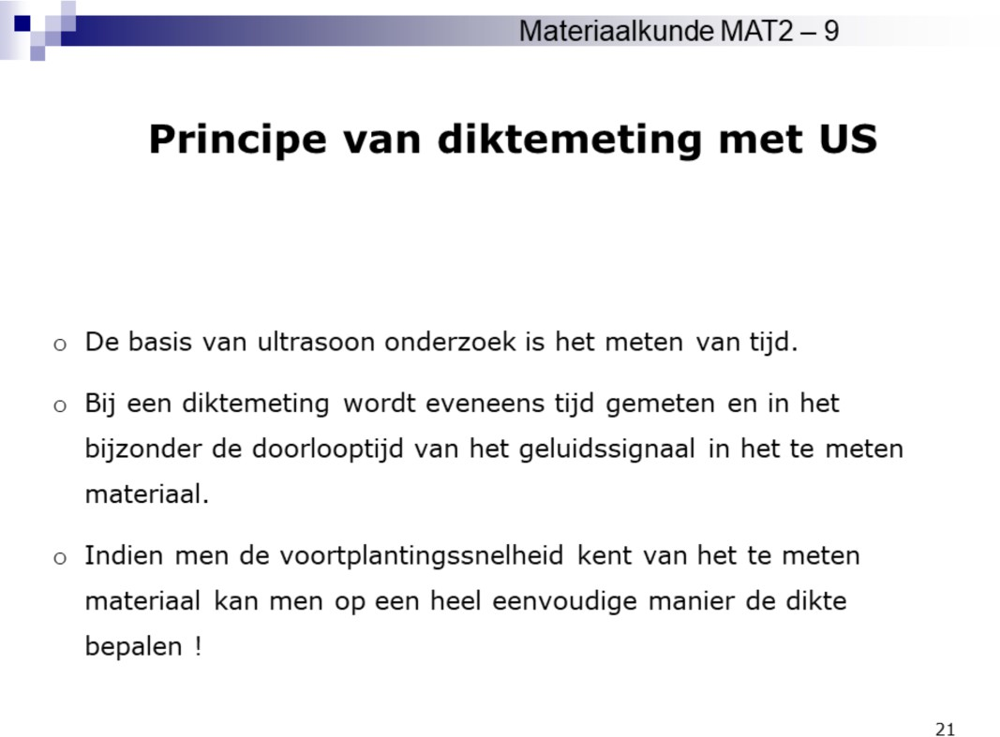 Materiaalkunde MAT2 – 9
Principe van diktemeting met US
o De basis van ultrasoon onderzoek is het meten van tijd.
o Bij een diktemeting wordt eveneens tijd gemeten en in het
bijzonder de doorlooptijd van het geluidssignaal in het te meten
materiaal.
o Indien men de voortplantingssnelheid kent van het te meten
materiaal kan men op een heel eenvoudige manier de dikte
bepalen !
21